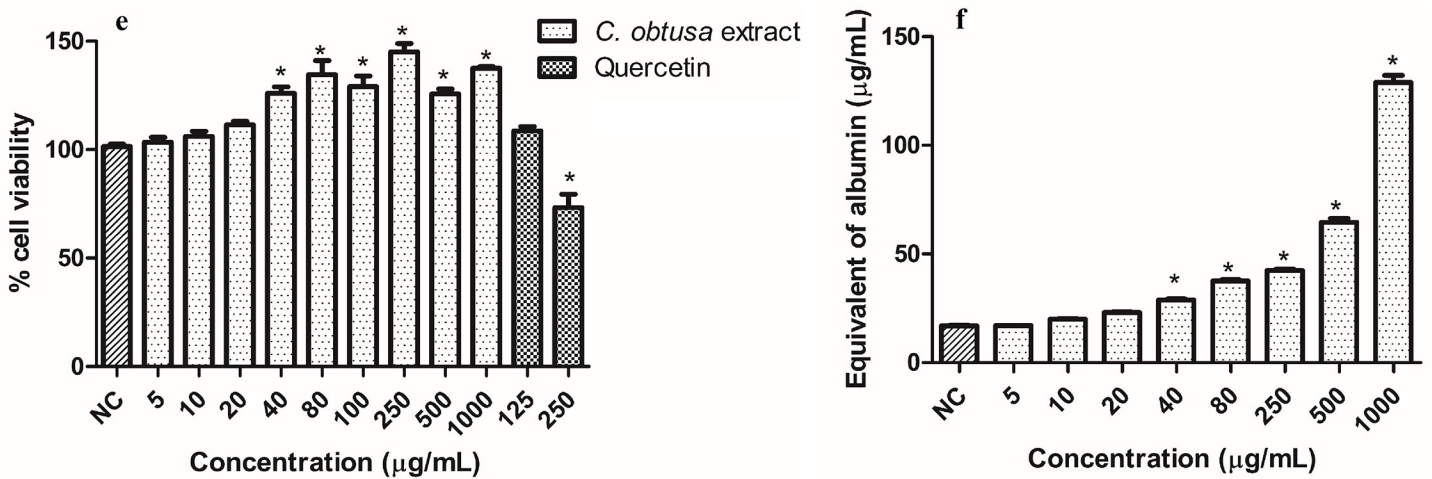 e
C. obtusa extract
Quercetin
% cell viability
150
100
50
0
* * * * * * *
NC 5 10 20 40 80 100 250 500 1000 125 250
Concentration (μg/mL)
f
Equivalent of albumin (μg/mL)
150
100
50
0
* * * * *
NC 5 10 20 40 80 250 500 1000
Concentration (μg/mL)